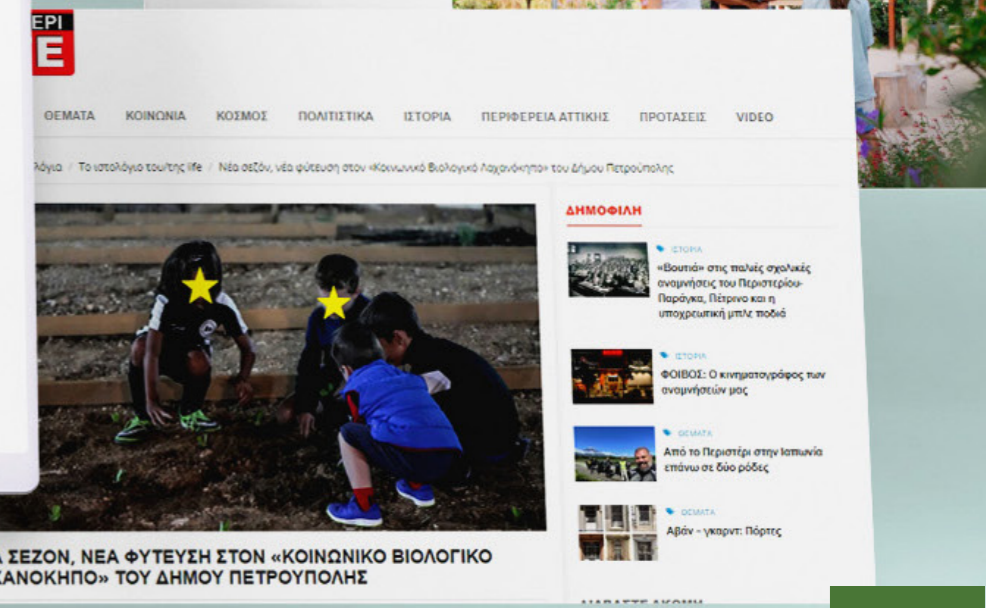 ΕΡΙ
Ε
ΘΕΜΑΤΑ ΚΟΙΝΩΝΙΑ ΚΟΣΜΟΣ ΠΟΛΙΤΙΣΤΙΚΑ ΙΣΤΟΡΙΑ ΠΕΡΙΦΕΡΕΙΑ ΑΤΤΙΚΗΣ ΠΡΟΤΑΣΕΙΣ VIDEO
λόγια / Το ιστολόγιο του/της life / Νέα σεζόν, νέα φύτευση στον «Κοινωνικό Βιολογικό Λαχανόκηπο» του Δήμου Πετρούπολης
ΔΗΜΟΦΙΛΗ
ΙΣΤΟΡΙΑ
«Βουτιά» στις παλιές σχολικές
αναμνήσεις του Περιστερίου-
Παράγκα, Πέτρινο και η
υποχρεωτική μπλε ποδιά
ΙΣΤΟΡΙΑ
ΦΟΙΒΟΣ: Ο κινηματογράφος των
αναμνήσεών μας
ΘΕΜΑΤΑ
Από το Περιστέρι στην Ιαπωνία
επάνω σε δύο ρόδες
ΘΕΜΑΤΑ
Αβάν - γκαρντ: Πόρτες
Α ΣΕΖΟΝ, ΝΕΑ ΦΥΤΕΥΣΗ ΣΤΟΝ «ΚΟΙΝΩΝΙΚΟ ΒΙΟΛΟΓΙΚΟ
ΧΑΝΟΚΗΠΟ» ΤΟΥ ΔΗΜΟΥ ΠΕΤΡΟΥΠΟΛΗΣ